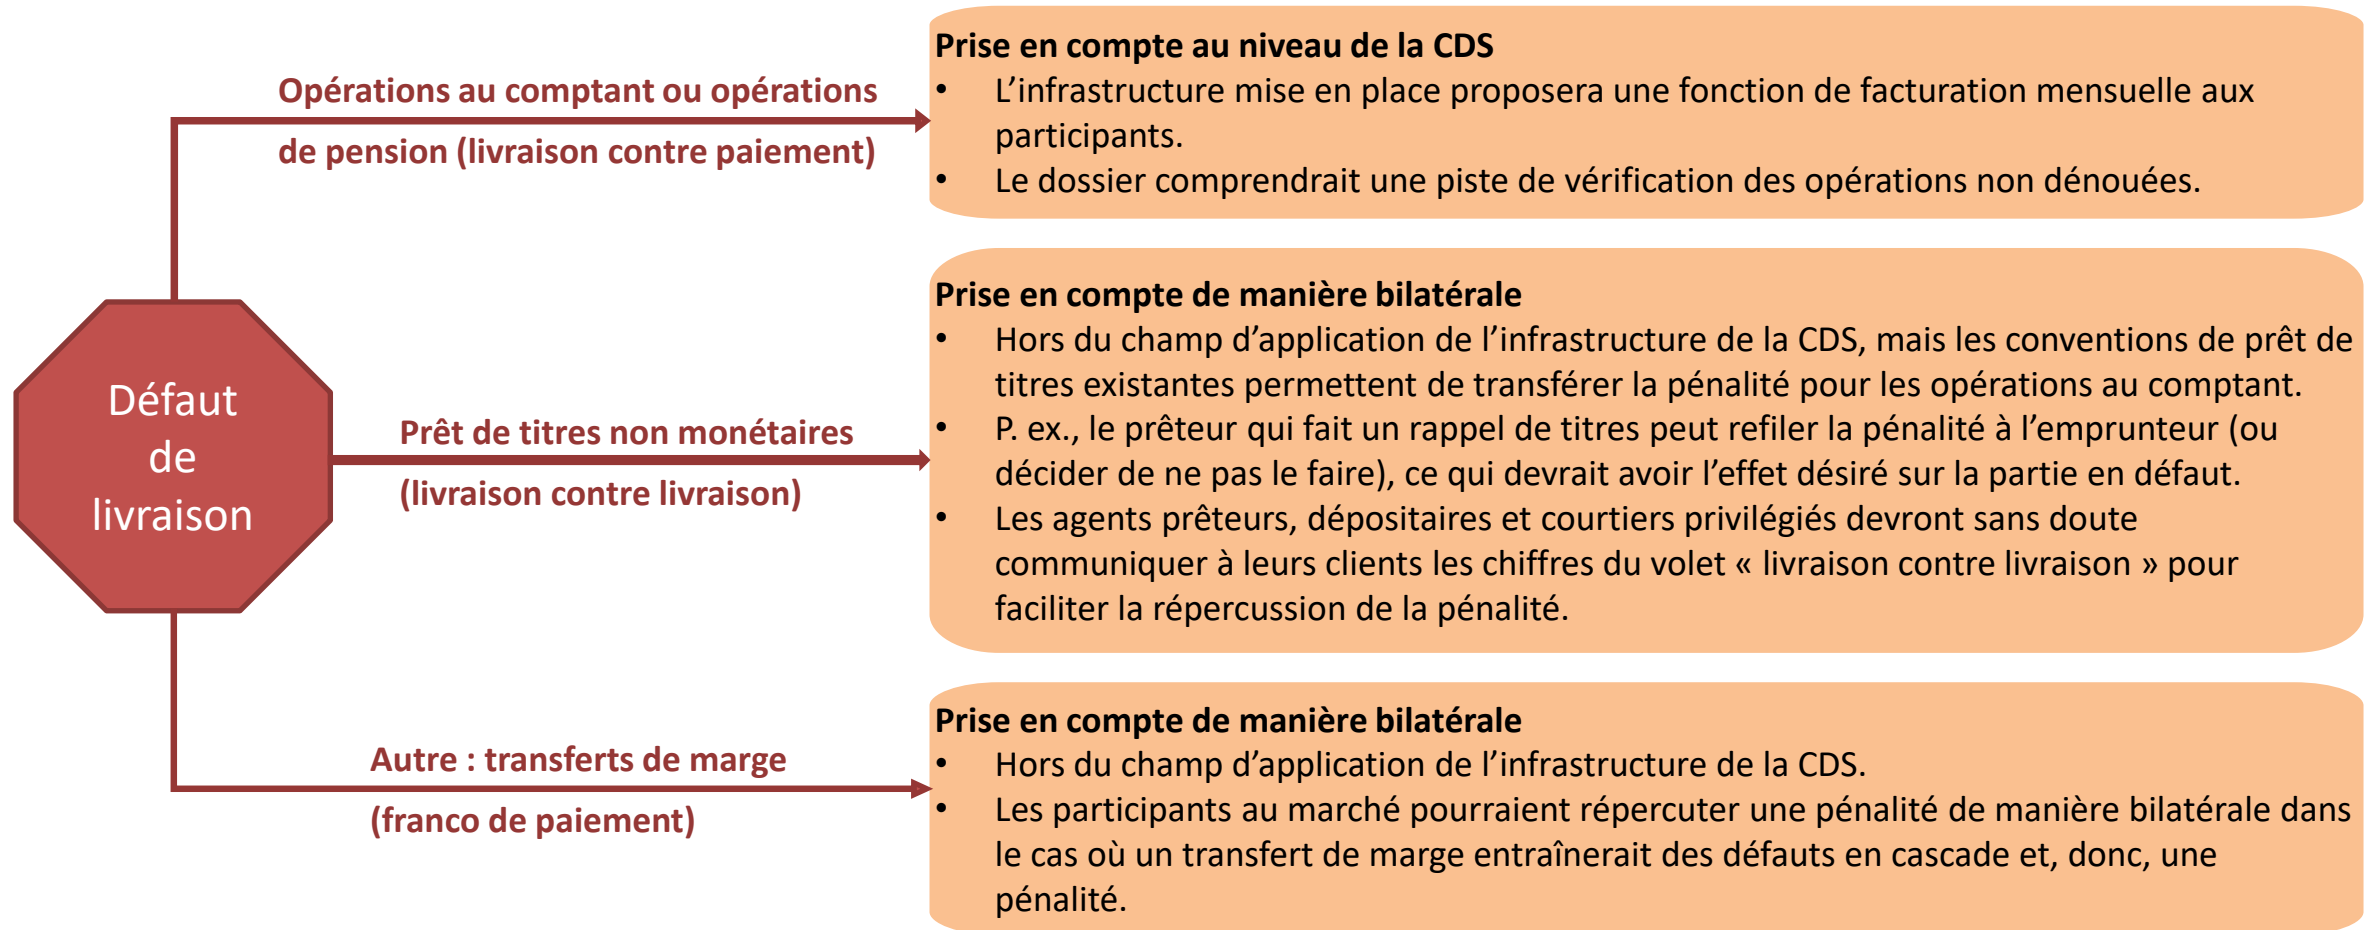 Défaut
de
livraison
Opérations au comptant ou opérations
de pension (livraison contre paiement)
Prise en compte au niveau de la CDS
• L’infrastructure mise en place proposera une fonction de facturation mensuelle aux
participants.
• Le dossier comprendrait une piste de vérification des opérations non dénouées.
Prêt de titres non monétaires
(livraison contre livraison)
Prise en compte de manière bilatérale
• Hors du champ d’application de l’infrastructure de la CDS, mais les conventions de prêt de
titres existantes permettent de transférer la pénalité pour les opérations au comptant.
• P. ex., le prêteur qui fait un rappel de titres peut refiler la pénalité à l’emprunteur (ou
décider de ne pas le faire), ce qui devrait avoir l’effet désiré sur la partie en défaut.
• Les agents prêteurs, dépositaires et courtiers privilégiés devront sans doute
communiquer à leurs clients les chiffres du volet « livraison contre livraison » pour
faciliter la répercussion de la pénalité.
Autre : transferts de marge
(franco de paiement)
Prise en compte de manière bilatérale
• Hors du champ d’application de l’infrastructure de la CDS.
• Les participants au marché pourraient répercuter une pénalité de manière bilatérale dans
le cas où un transfert de marge entraînerait des défauts en cascade et, donc, une
pénalité.